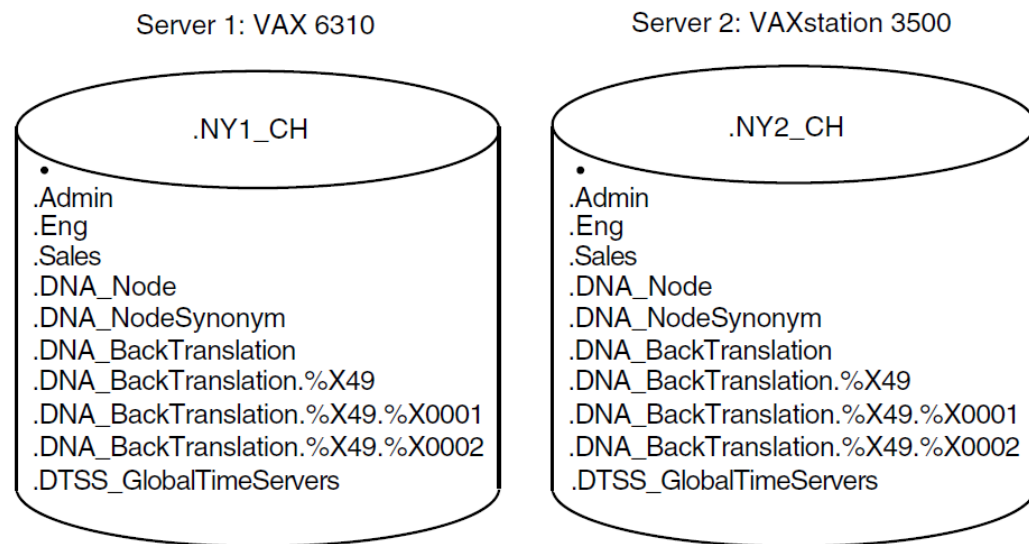 Server 1: VAX 6310
.NY1_CH
•
.Admin
.Eng
.Sales
.DNA_Node
.DNA_NodeSynonym
.DNA_BackTranslation
.DNA_BackTranslation.%X49
.DNA_BackTranslation.%X49.%X0001
.DNA_BackTranslation.%X49.%X0002
.DTSS_GlobalTimeServers
Server 2: VAXstation 3500
.NY2_CH
•
.Admin
.Eng
.Sales
.DNA_Node
.DNA_NodeSynonym
.DNA_BackTranslation
.DNA_BackTranslation.%X49
.DNA_BackTranslation.%X49.%X0001
.DNA_BackTranslation.%X49.%X0002
.DTSS_GlobalTimeServers